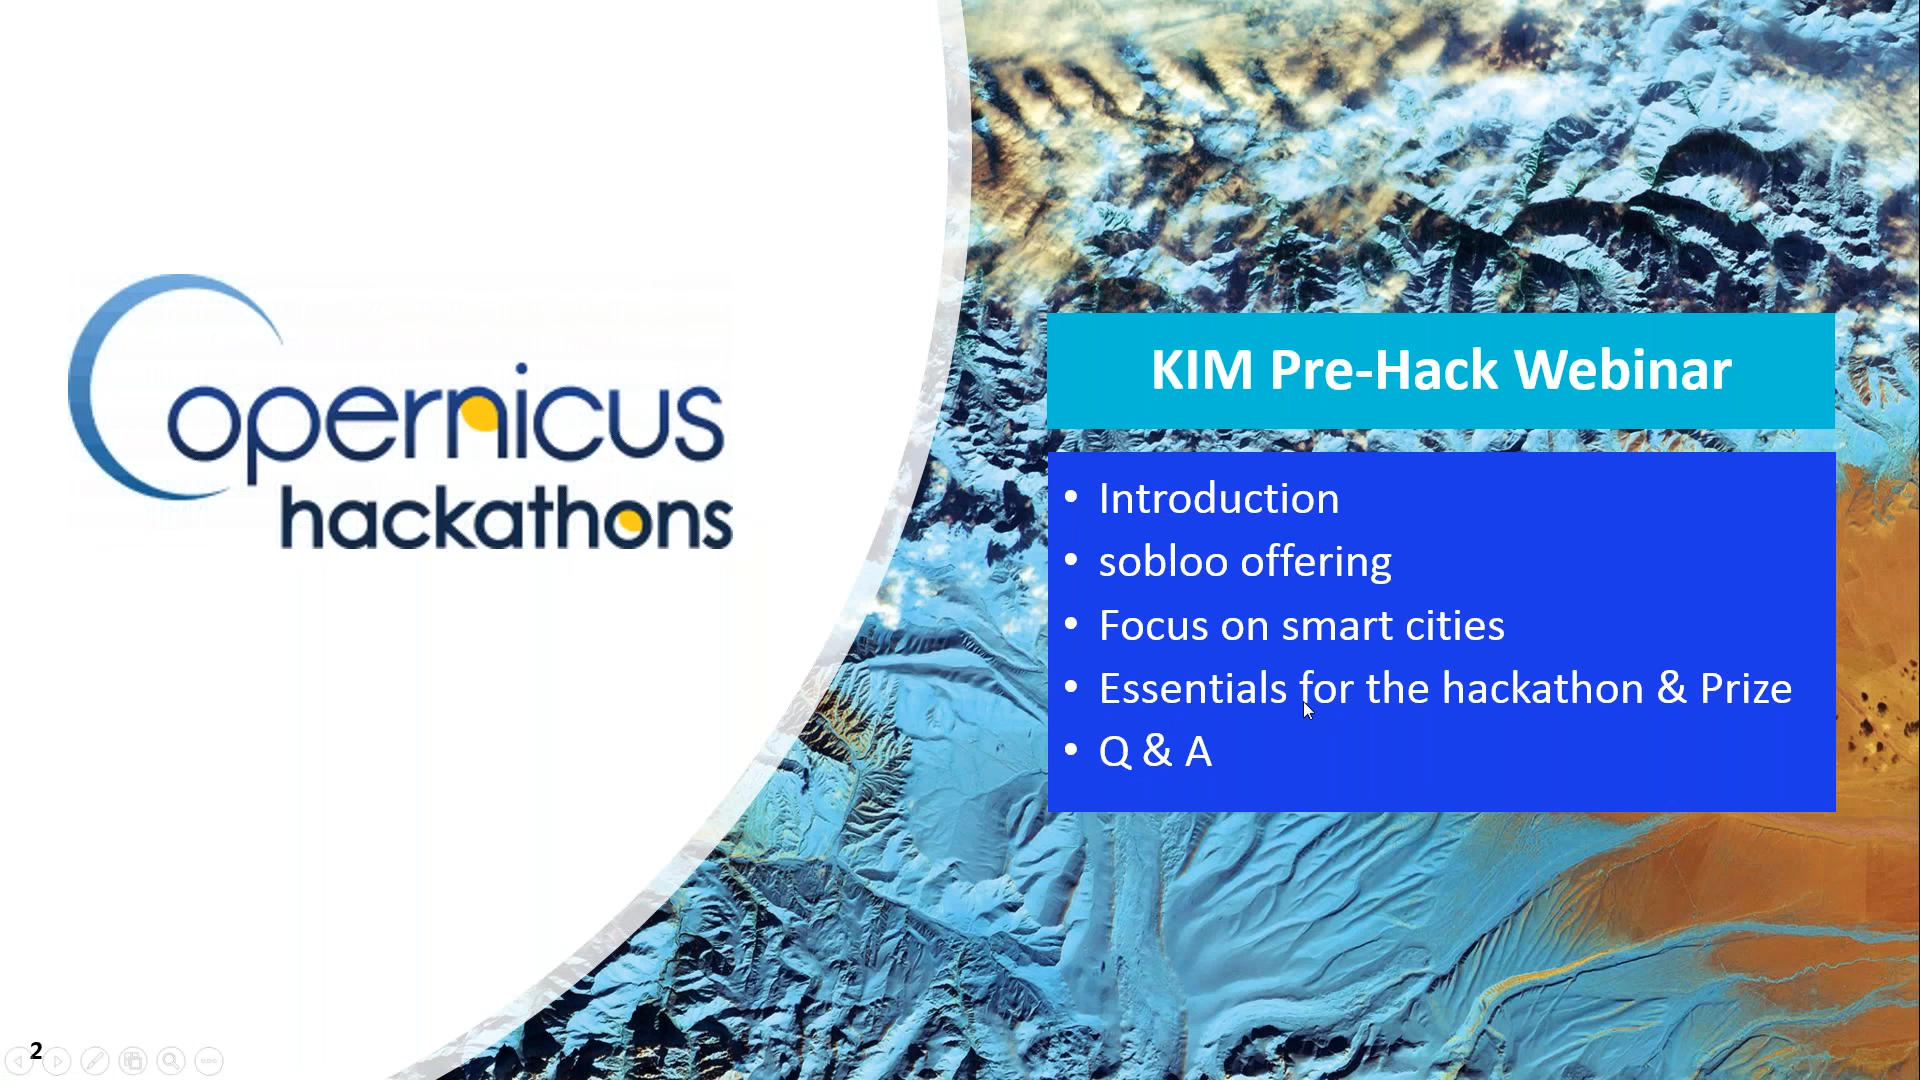 Copernicus
hackathons
KIM Pre-Hack Webinar
• Introduction
• sobloo offering
• Focus on smart cities
• Essentials for the hackathon & Prize
• Q & A
2